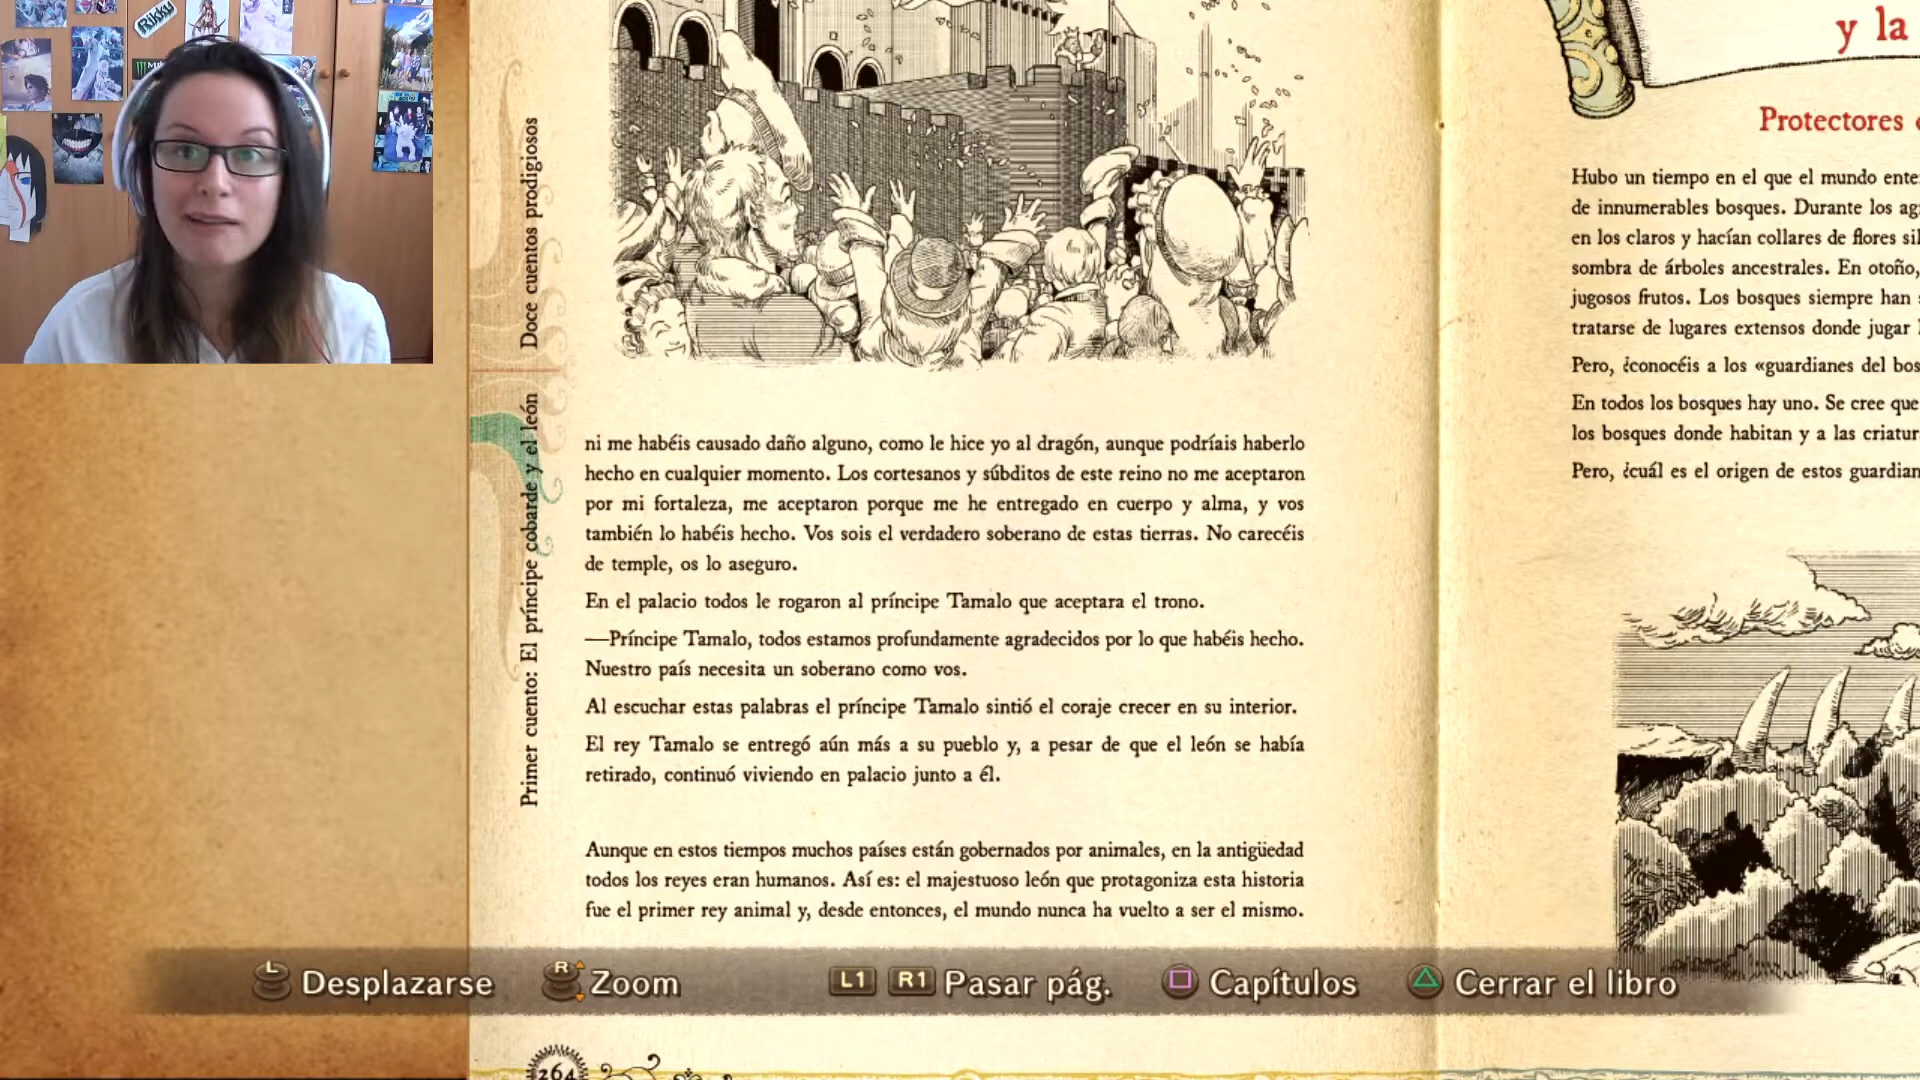 Rikku
y la
Protectores
Hubo un tiempo en el que el mundo
de innumerables bosques. Durante los
en los claros y hacían collares de flores
sombra de árboles ancestrales. En otoño,
jugosos frutos. Los bosques siempre han
tratarse de lugares extensos donde jugar
Pero, ¿conocéis a los «guardianes del
En todos los bosques hay uno. Se cree que
los bosques donde habitan y a las
Pero, ¿cuál es el origen de estos
Doce cuentos prodigiosos
Primer cuento: El príncipe cobarde y el león
ni me habéis causado daño alguno, como le hice yo al dragón, aunque podríais haberlo
hecho en cualquier momento. Los cortesanos y súbditos de este reino no me aceptaron
por mi fortaleza, me aceptaron porque me he entregado en cuerpo y alma, y vos
también lo habéis hecho. Vos sois el verdadero soberano de estas tierras. No carecéis
de temple, os lo aseguro.
En el palacio todos le rogaron al príncipe Tamalo que aceptara el trono.
—Príncipe Tamalo, todos estamos profundamente agradecidos por lo que habéis hecho.
Nuestro país necesita un soberano como vos.
Al escuchar estas palabras el príncipe Tamalo sintió el coraje crecer en su interior.
El rey Tamalo se entregó aún más a su pueblo y, a pesar de que el león se había
retirado, continuó viviendo en palacio junto a él.
Aunque en estos tiempos muchos países están gobernados por animales, en la antigüedad
todos los reyes eran humanos. Así es: el majestuoso león que protagoniza esta historia
fue el primer rey animal y, desde entonces, el mundo nunca ha vuelto a ser el mismo.
L Desplazarse R Zoom L1 R1 Pasar pág. Capítulos Cerrar el libro
264